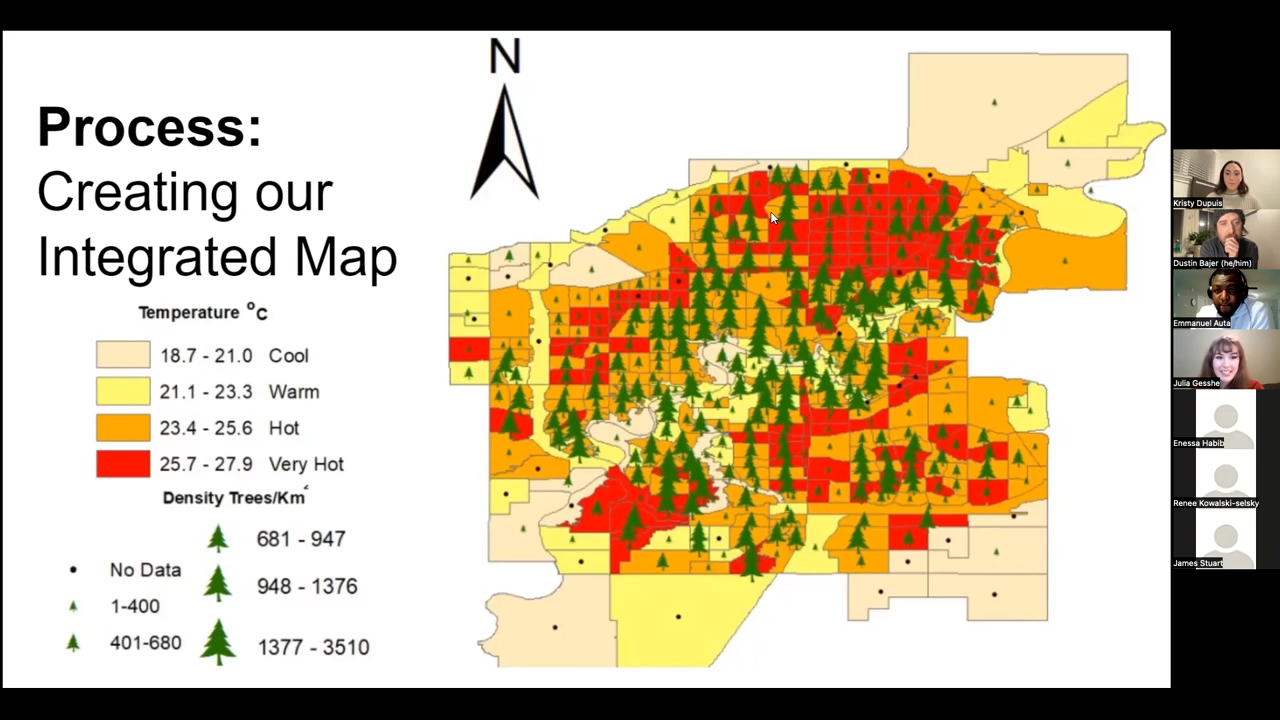 N
Process:
Creating our
Integrated Map
Temperature °C
18.7 - 21.0 Cool
21.1 - 23.3 Warm
23.4 - 25.6 Hot
25.7 - 27.9 Very Hot
Density Trees/Km²
681 - 947
No Data
948 - 1376
1-400
401-680
1377 - 3510
Kristy Dupuis
Dustin Bajer (he/him)
Emmanuel Auta
Julia Gesshe
Enessa Habib
Renee Kowalski-selsky
James Stuart